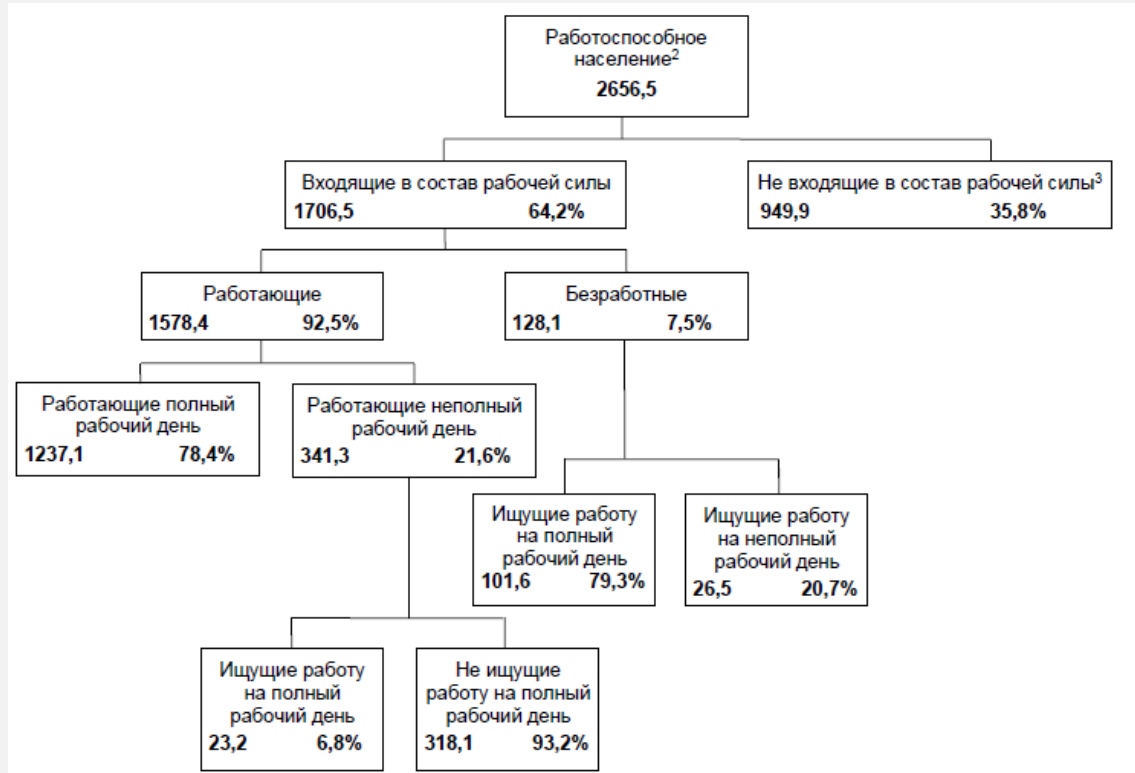 Работоспособное
население²
2656,5
Входящие в состав рабочей силы
1706,5 64,2%
Не входящие в состав рабочей силы³
949,9 35,8%
Работающие
1578,4 92,5%
Безработные
128,1 7,5%
Работающие полный
рабочий день
1237,1 78,4%
Работающие неполный
рабочий день
341,3 21,6%
Ищущие работу
на полный
рабочий день
101,6 79,3%
Ищущие работу
на неполный
рабочий день
26,5 20,7%
Ищущие работу
на полный
рабочий день
23,2 6,8%
Не ищущие
работу на полный
рабочий день
318,1 93,2%